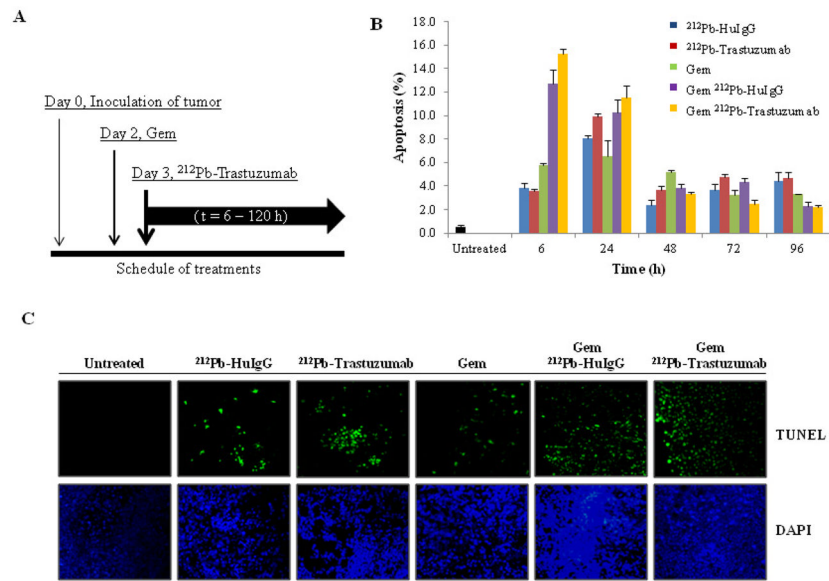 A
Day 0, Inoculation of tumor
Day 2, Gem
Day 3, ²¹²Pb-Trastuzumab
(t = 6 – 120 h)
Schedule of treatments
B
Apoptosis (%)
18.0
16.0
14.0
12.0
10.0
8.0
6.0
4.0
2.0
0.0
²¹²Pb-HuIgG
²¹²Pb-Trastuzumab
Gem
Gem ²¹²Pb-HuIgG
Gem ²¹²Pb-Trastuzumab
Untreated 6 24 48 72 96
Time (h)
C
Untreated
²¹²Pb-HuIgG
²¹²Pb-Trastuzumab
Gem
Gem
²¹²Pb-HuIgG
Gem
²¹²Pb-Trastuzumab
TUNEL
DAPI